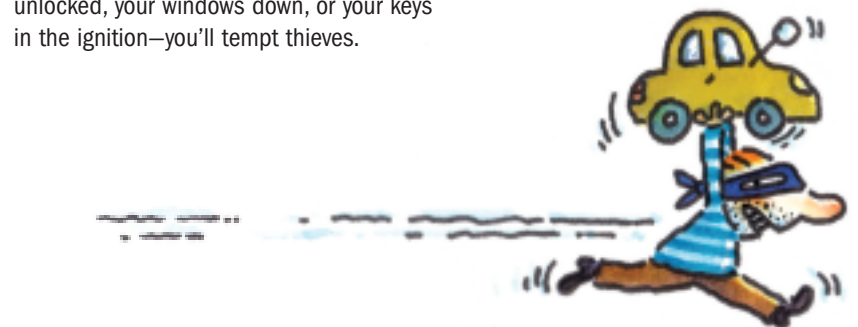 unlocked, your windows down, or your keys
in the ignition—you'll tempt thieves.